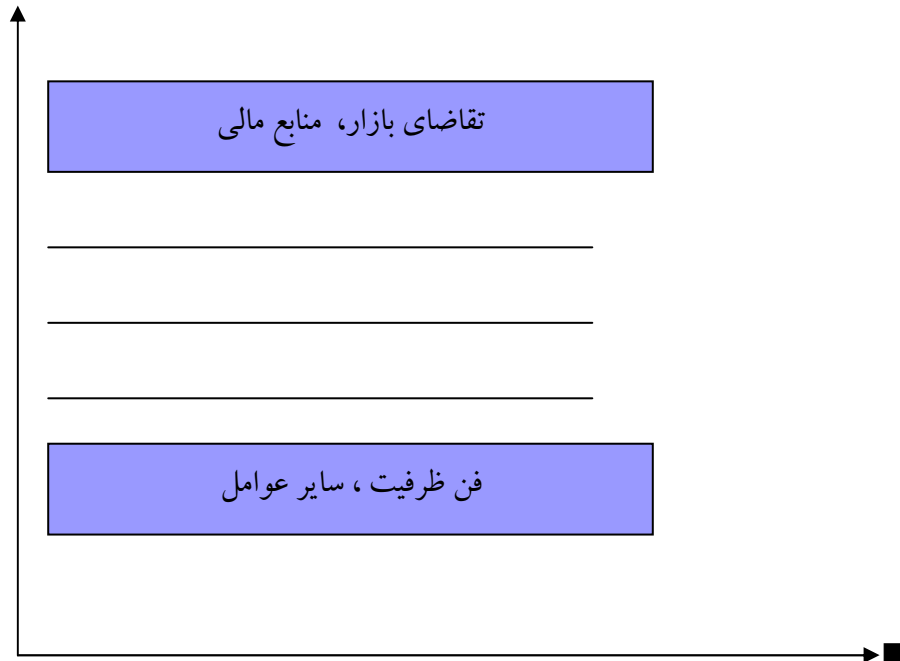 تقاضای بازار، منابع مالی
فن ظرفیت ، سایر عوامل